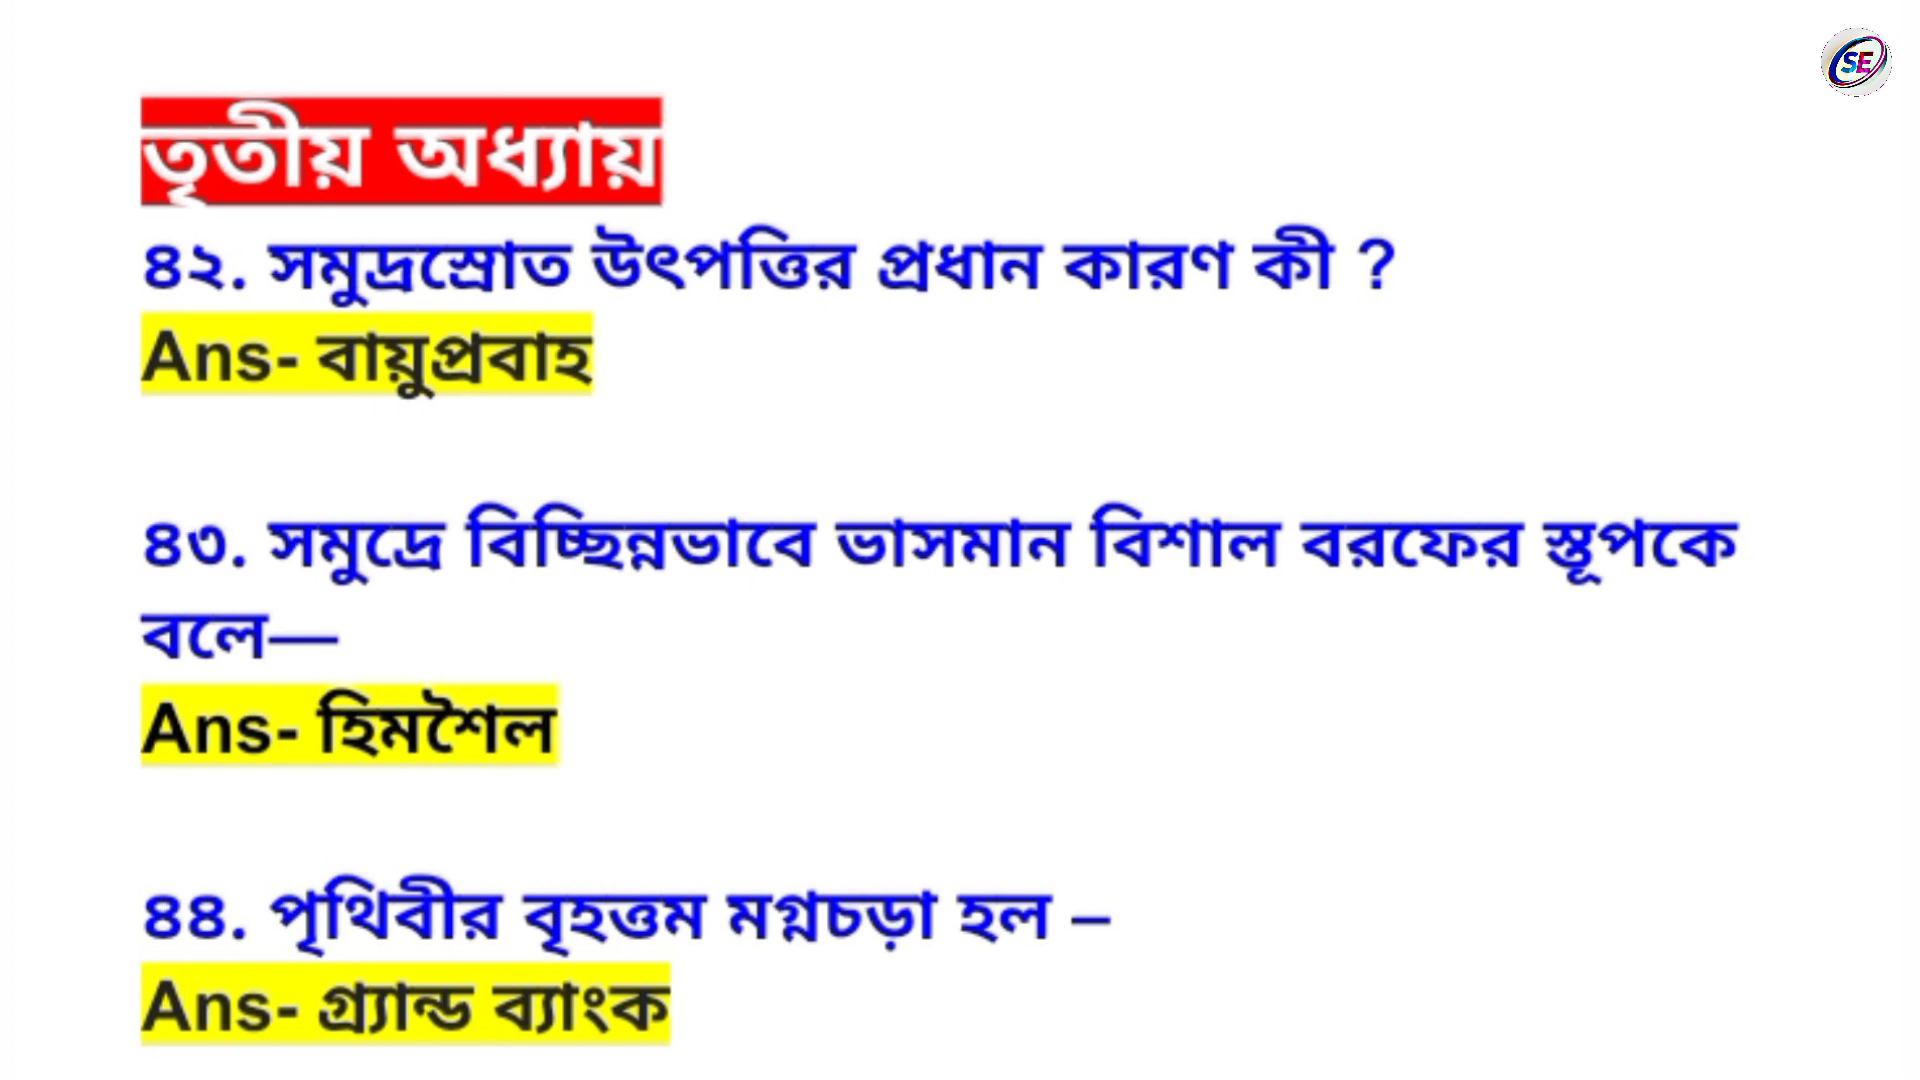 SE
তৃতীয় অধ্যায়
৪২. সমুদ্রস্রোত উৎপত্তির প্রধান কারণ কী ?
Ans- বায়ুপ্রবাহ
৪৩. সমুদ্রে বিচ্ছিন্নভাবে ভাসমান বিশাল বরফের স্তূপকে
বলে—
Ans- হিমশৈল
৪৪. পৃথিবীর বৃহত্তম মগ্নচড়া হল –
Ans- গ্র্যান্ড ব্যাংক